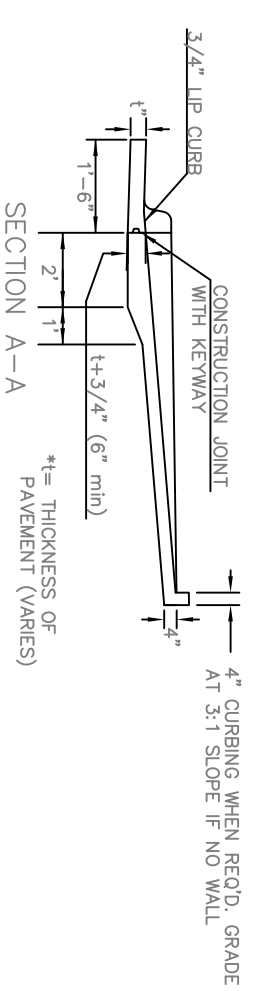 3/4" LIP CURB
t"
1'-6"
2'
1'
CONSTRUCTION JOINT
WITH KEYWAY
t+3/4" (6" min)
4"
4" CURBING WHEN REQ'D. GRADE
AT 3:1 SLOPE IF NO WALL
SECTION A-A
*t= THICKNESS OF
PAVEMENT (VARIES)